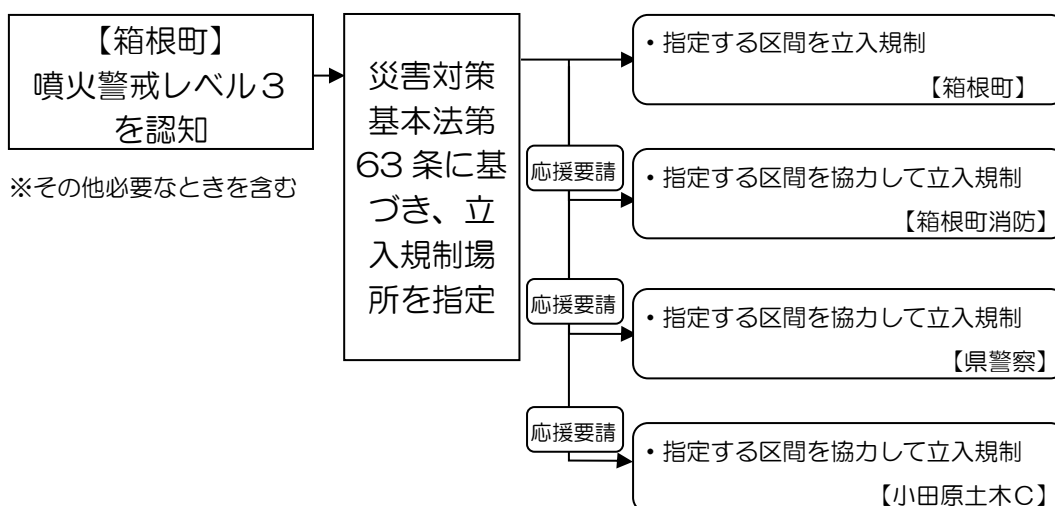 【箱根町】
噴火警戒レベル３
を認知
※その他必要なときを含む
災害対策
基本法第
63 条に基
づき、立
入規制場
所を指定
・指定する区間を立入規制
【箱根町】
応援要請
・指定する区間を協力して立入規制
【箱根町消防】
応援要請
・指定する区間を協力して立入規制
【県警察】
応援要請
・指定する区間を協力して立入規制
【小田原土木Ｃ】